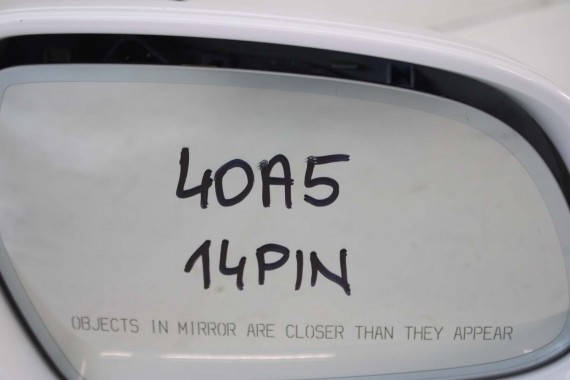 40A5
14PIN
OBJECTS IN MIRROR ARE CLOSER THAN THEY APPEAR